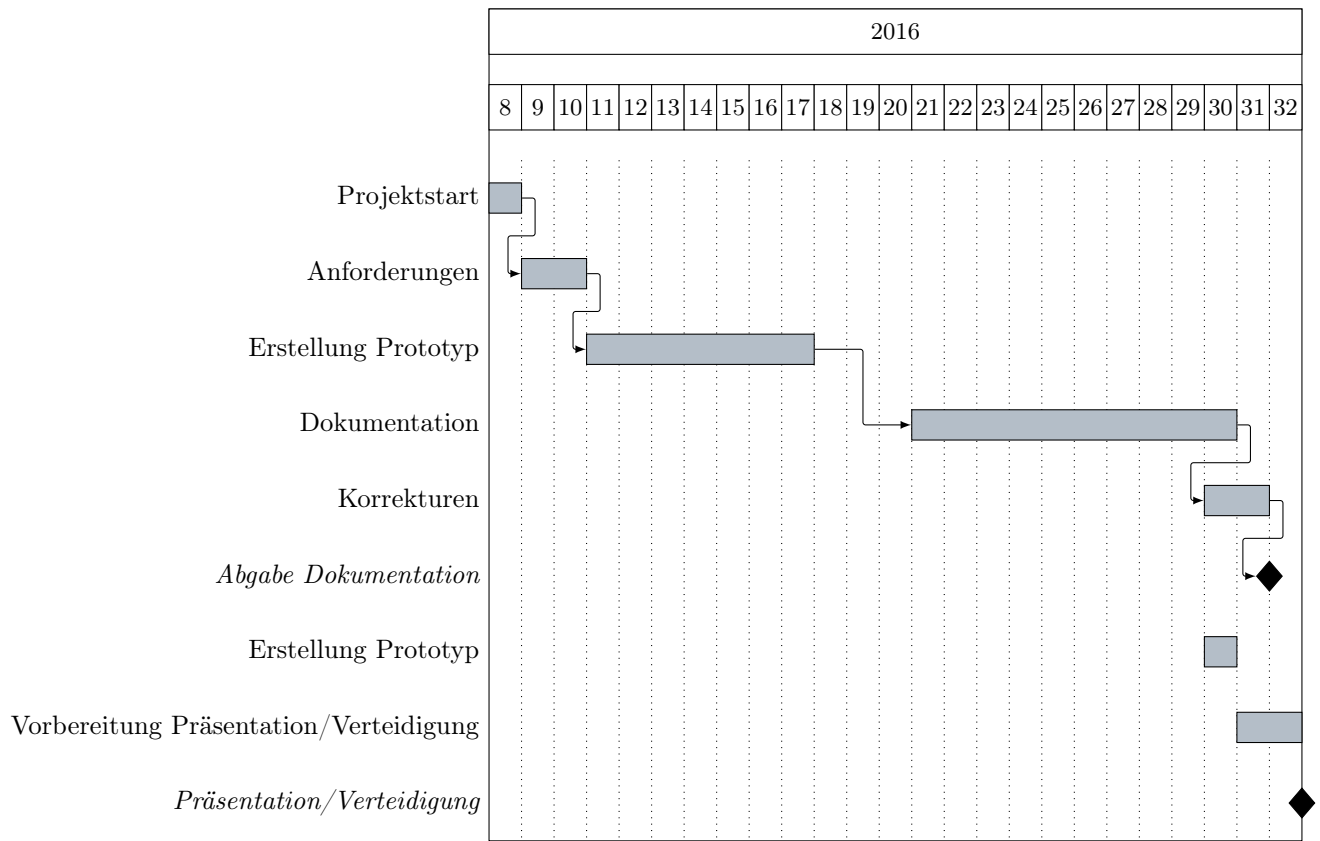 2016
8 9 10 11 12 13 14 15 16 17 18 19 20 21 22 23 24 25 26 27 28 29 30 31 32
Projektstart
Anforderungen
Erstellung Prototyp
Dokumentation
Korrekturen
Abgabe Dokumentation
Erstellung Prototyp
Vorbereitung Präsentation/Verteidigung
Präsentation/Verteidigung